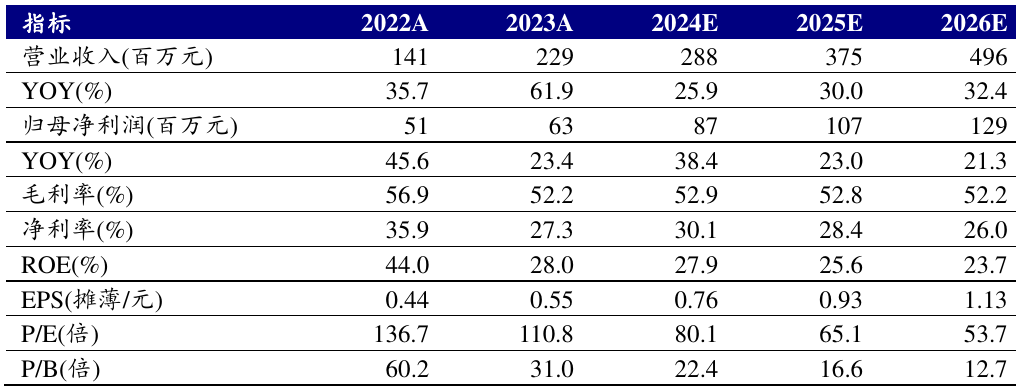 指标 2022A 2023A 2024E 2025E 2026E
营业收入(百万元) 141 229 288 375 496
YOY(%) 35.7 61.9 25.9 30.0 32.4
归母净利润(百万元) 51 63 87 107 129
YOY(%) 45.6 23.4 38.4 23.0 21.3
毛利率(%) 56.9 52.2 52.9 52.8 52.2
净利率(%) 35.9 27.3 30.1 28.4 26.0
ROE(%) 44.0 28.0 27.9 25.6 23.7
EPS(摊薄/元) 0.44 0.55 0.76 0.93 1.13
P/E(倍) 136.7 110.8 80.1 65.1 53.7
P/B(倍) 60.2 31.0 22.4 16.6 12.7